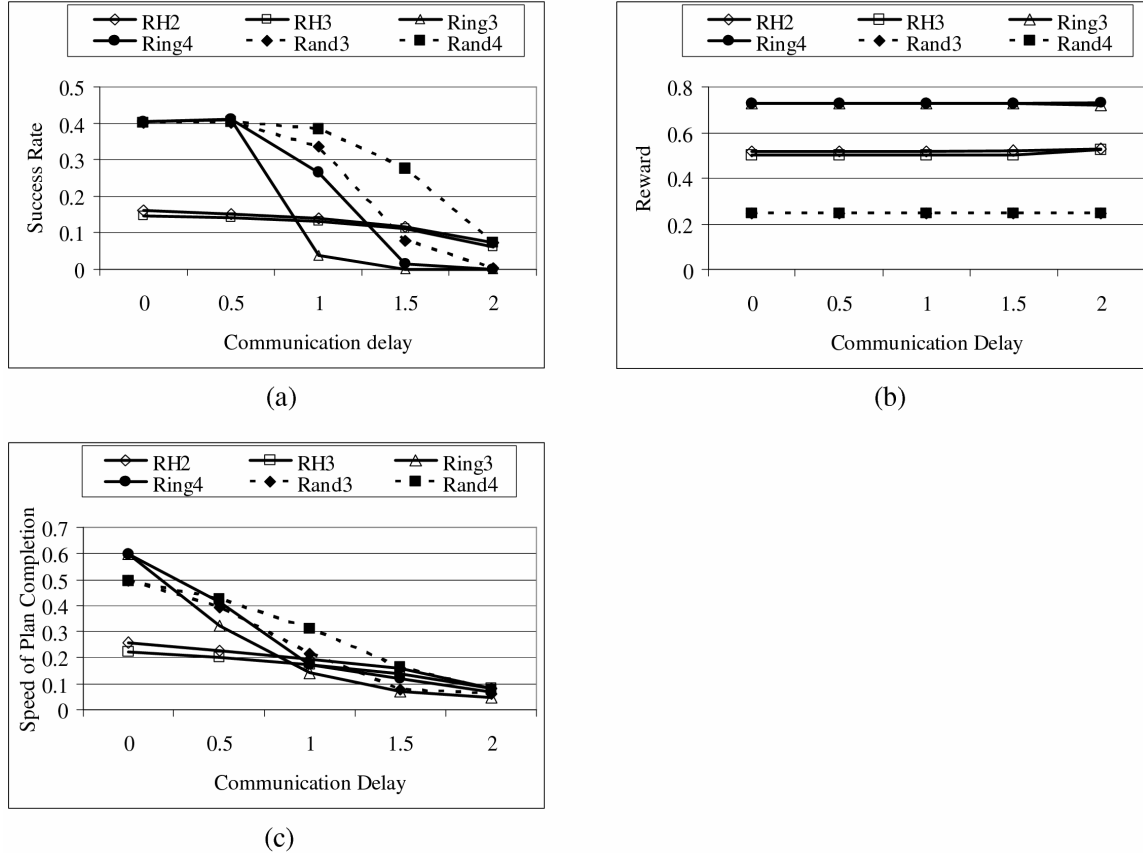 RH2 RH3 Ring3
Ring4 Rand3 Rand4
Success Rate
0.5
0.4
0.3
0.2
0.1
0
0 0.5 1 1.5 2
Communication delay
(a)
RH2 RH3 Ring3
Ring4 Rand3 Rand4
Reward
0.8
0.6
0.4
0.2
0
0 0.5 1 1.5 2
Communication Delay
(b)
RH2 RH3 Ring3
Ring4 Rand3 Rand4
Speed of Plan Completion
0.7
0.6
0.5
0.4
0.3
0.2
0.1
0
0 0.5 1 1.5 2
Communication Delay
(c)